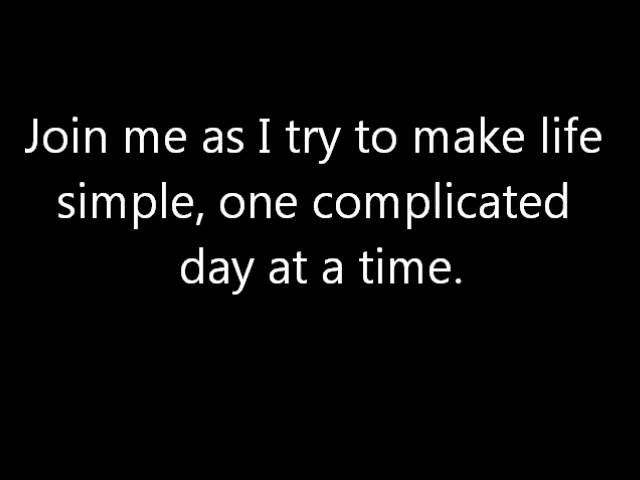 Join me as I try to make life
simple, one complicated
day at a time.